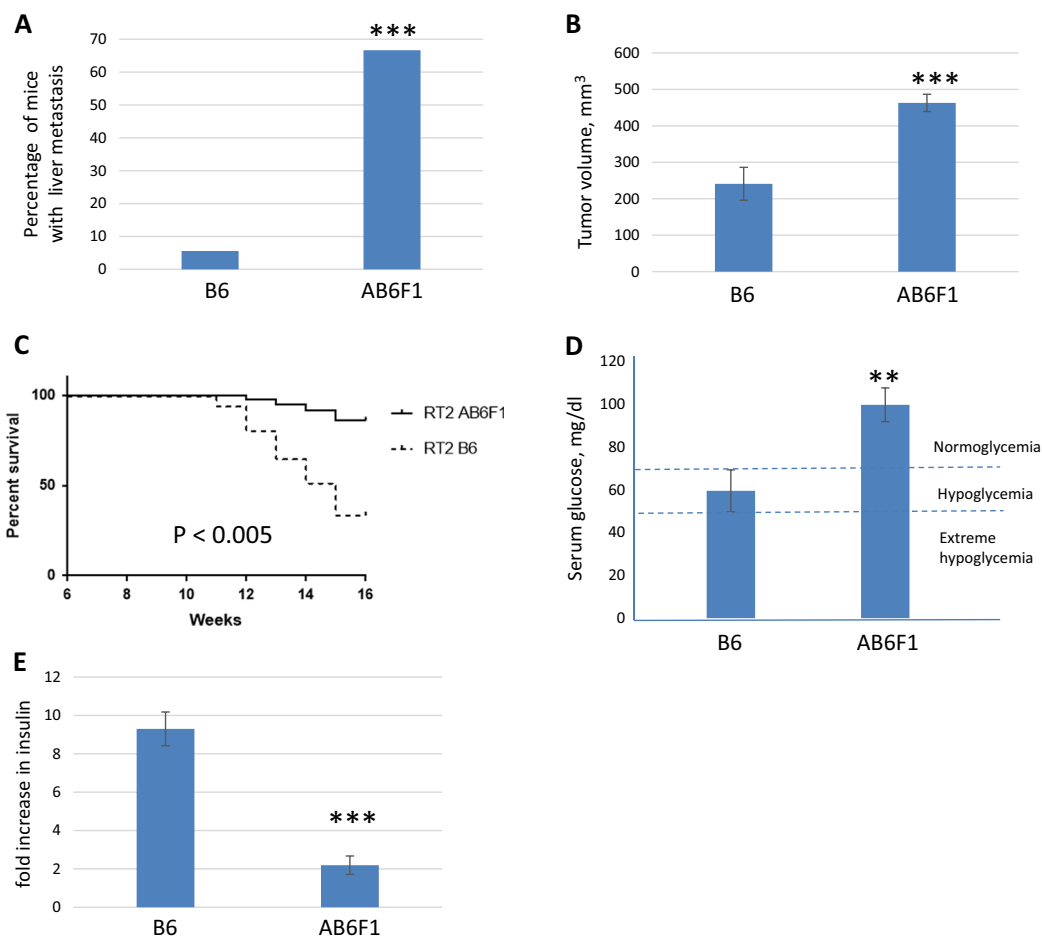 A
Percentage of mice
with liver metastasis
70
60
50
40
30
20
10
0
***
B6
AB6F1
B
Tumor volume, mm³
600
500
400
300
200
100
0
***
B6
AB6F1
C
Percent survival
100
50
0
RT2 AB6F1
RT2 B6
P < 0.005
6 8 10 12 14 16
Weeks
D
Serum glucose, mg/dl
120
100
80
60
40
20
0
**
Normoglycemia
Hypoglycemia
Extreme
hypoglycemia
B6
AB6F1
E
fold increase in insulin
12
10
8
6
4
2
0
***
B6
AB6F1